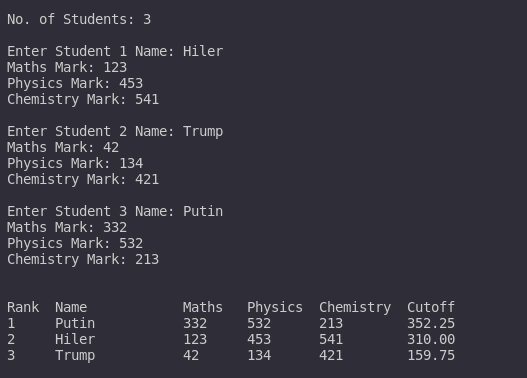 No. of Students: 3
Enter Student 1 Name: Hiler
Maths Mark: 123
Physics Mark: 453
Chemistry Mark: 541
Enter Student 2 Name: Trump
Maths Mark: 42
Physics Mark: 134
Chemistry Mark: 421
Enter Student 3 Name: Putin
Maths Mark: 332
Physics Mark: 532
Chemistry Mark: 213
Rank  Name            Maths   Physics  Chemistry  Cutoff
1     Putin           332     532      213        352.25
2     Hiler           123     453      541        310.00
3     Trump           42      134      421        159.75